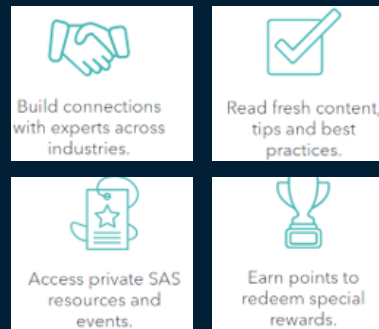 Build connections
with experts across
industries.
Read fresh content,
tips and best
practices.
Access private SAS
resources and
events.
Earn points to
redeem special
rewards.